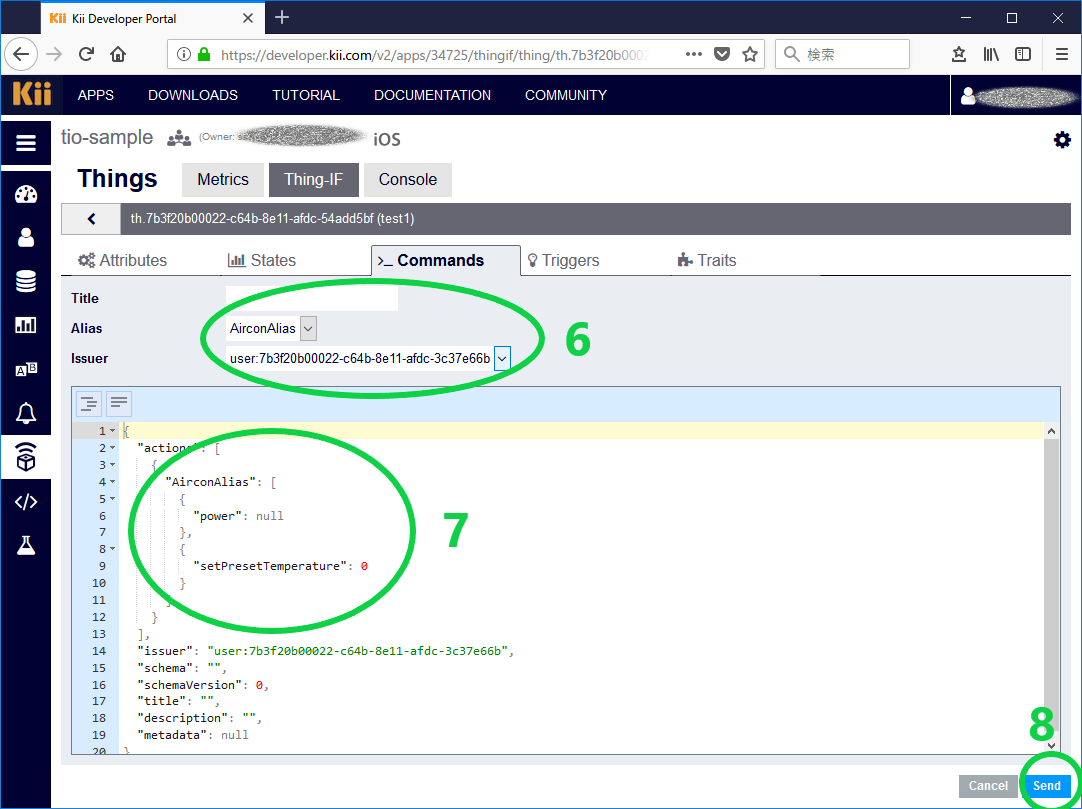 Kii Kii Developer Portal
https://developer.kii.com/v2/apps/34725/thingif/thing/th.7b3f20b0002
検索
Kii APPS DOWNLOADS TUTORIAL DOCUMENTATION COMMUNITY
tio-sample (Owner: iOS
Things Metrics Thing-IF Console
th.7b3f20b00022-c64b-8e11-afdc-54add5bf (test1)
Attributes States >_ Commands Triggers Traits
Title
Alias AirconAlias
Issuer user:7b3f20b00022-c64b-8e11-afdc-3c37e66b
6
1 {
2 "actions": [
3 {
4 "AirconAlias": [
5 {
6 "power": null
7 },
8 {
9 "setPresetTemperature": 0
10 }
11 ]
12 }
13 ],
14 "issuer": "user:7b3f20b00022-c64b-8e11-afdc-3c37e66b",
15 "schema": "",
16 "schemaVersion": 0,
17 "title": "",
18 "description": "",
19 "metadata": null
20 }
7
8
Cancel Send